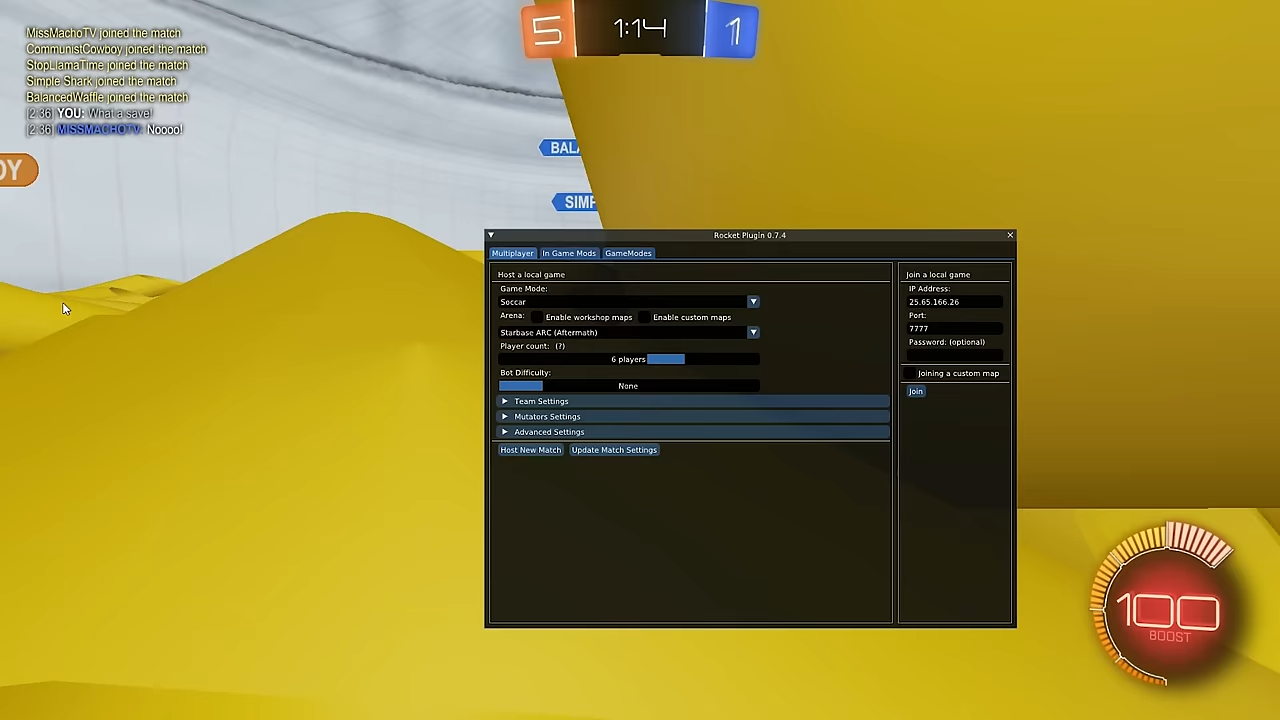 MissMachoTV joined the match
CommunistCowboy joined the match
StopLlamaTime joined the match
Simple Shark joined the match
BalancedWaffle joined the match
[2:36] YOU: What a save!
[2:36] MISSMACHOTV: Noooo!
5 1:14 1
BALA
OY
SIMP
Rocket Plugin 0.7.4
Multiplayer In Game Mods GameModes
Host a local game
Game Mode:
Soccar
Arena: Enable workshop maps Enable custom maps
Starbase ARC (Aftermath)
Player count: (?)
6 players
Bot Difficulty:
None
Team Settings
Mutators Settings
Advanced Settings
Host New Match Update Match Settings
Join a local game
IP Address:
25.65.166.26
Port:
7777
Password: (optional)
Joining a custom map
Join
100
BOOST